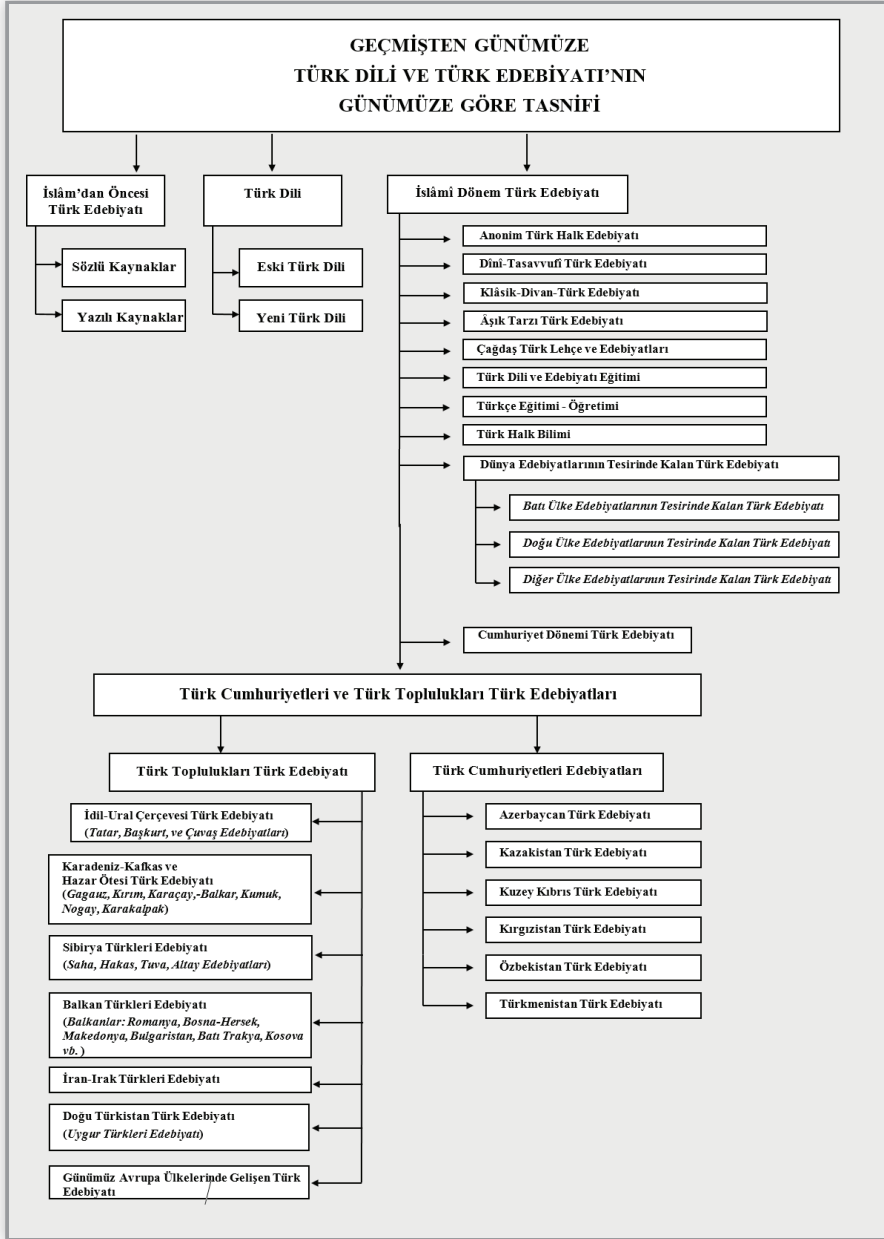 GEÇMİŞTEN GÜNÜMÜZE
TÜRK DİLİ VE TÜRK EDEBİYATI’NIN
GÜNÜMÜZE GÖRE TASNİFİ
İslâm’dan Öncesi
Türk Edebiyatı
Sözlü Kaynaklar
Yazılı Kaynaklar
Türk Dili
Eski Türk Dili
Yeni Türk Dili
İslâmî Dönem Türk Edebiyatı
Anonim Türk Halk Edebiyatı
Dînî-Tasavvufî Türk Edebiyatı
Klâsik-Divan-Türk Edebiyatı
Âşık Tarzı Türk Edebiyatı
Çağdaş Türk Lehçe ve Edebiyatları
Türk Dili ve Edebiyatı Eğitimi
Türkçe Eğitimi - Öğretimi
Türk Halk Bilimi
Dünya Edebiyatlarının Tesirinde Kalan Türk Edebiyatı
Batı Ülke Edebiyatlarının Tesirinde Kalan Türk Edebiyatı
Doğu Ülke Edebiyatlarının Tesirinde Kalan Türk Edebiyatı
Diğer Ülke Edebiyatlarının Tesirinde Kalan Türk Edebiyatı
Cumhuriyet Dönemi Türk Edebiyatı
Türk Cumhuriyetleri ve Türk Toplulukları Türk Edebiyatları
Türk Toplulukları Türk Edebiyatı
İdil-Ural Çerçevesi Türk Edebiyatı
(Tatar, Başkurt, ve Çuvaş Edebiyatları)
Karadeniz-Kafkas ve
Hazar Ötesi Türk Edebiyatı
(Gagauz, Kırım, Karaçay,-Balkar, Kumuk,
Nogay, Karakalpak)
Sibirya Türkleri Edebiyatı
(Saha, Hakas, Tuva, Altay Edebiyatları)
Balkan Türkleri Edebiyatı
(Balkanlar: Romanya, Bosna-Hersek,
Makedonya, Bulgaristan, Batı Trakya, Kosova
vb. )
İran-Irak Türkleri Edebiyatı
Doğu Türkistan Türk Edebiyatı
(Uygur Türkleri Edebiyatı)
Günümüz Avrupa Ülkelerinde Gelişen Türk
Edebiyatı
Türk Cumhuriyetleri Edebiyatları
Azerbaycan Türk Edebiyatı
Kazakistan Türk Edebiyatı
Kuzey Kıbrıs Türk Edebiyatı
Kırgızistan Türk Edebiyatı
Özbekistan Türk Edebiyatı
Türkmenistan Türk Edebiyatı